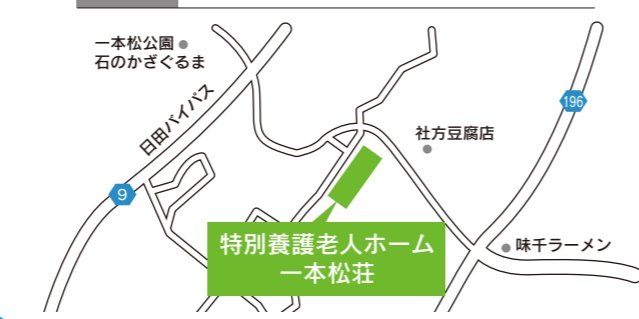 一本松公園
石のかざぐるま
日田バイパス
196
社方豆腐店
9
特別養護老人ホーム
一本松荘
味千ラーメン